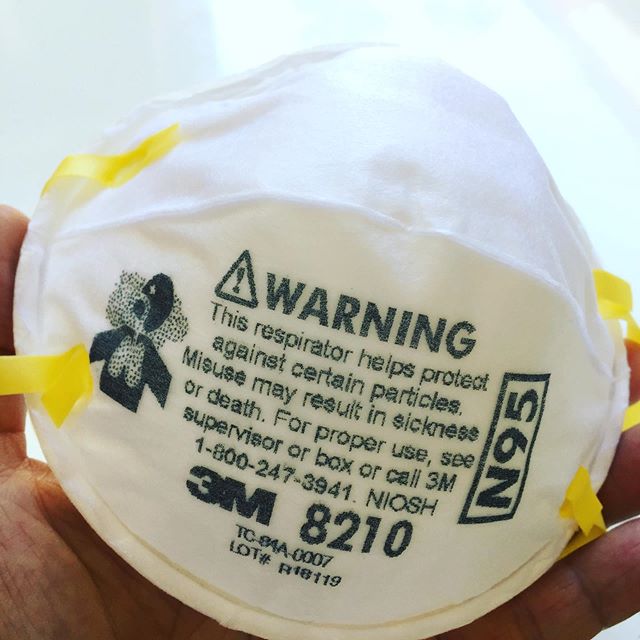 WARNING
This respirator helps protect
against certain particles.
Misuse may result in sickness
or death. For proper use, see
supervisor or box or call 3M
1-800-247-3941. NIOSH
N95
3M 8210
TC-84A-0007
LOT# R16119